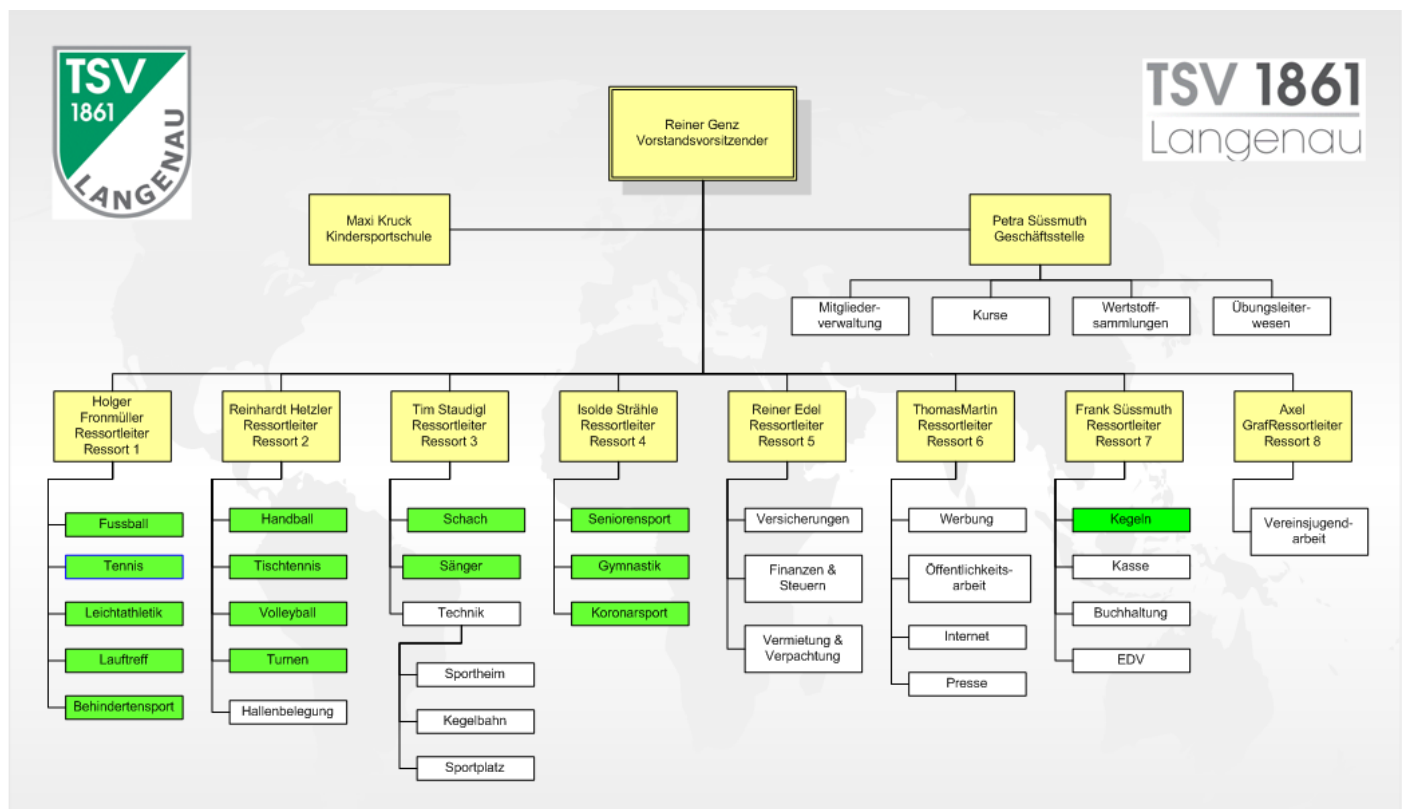 TSV
1861
LANGENAU
TSV 1861
Langenau
Reiner Genz
Vorstandsvorsitzender
Maxi Kruck
Kindersportschule
Petra Süssmuth
Geschäftsstelle
Mitglieder-
verwaltung
Kurse
Wertstoff-
sammlungen
Übungsleiter-
wesen
Holger
Fronmüller
Ressortleiter
Ressort 1
Fussball
Tennis
Leichtathletik
Lauftreff
Behindertensport
Reinhardt Hetzler
Ressortleiter
Ressort 2
Handball
Tischtennis
Volleyball
Turnen
Hallenbelegung
Tim Staudigl
Ressortleiter
Ressort 3
Schach
Sänger
Technik
Sportheim
Kegelbahn
Sportplatz
Isolde Strähle
Ressortleiter
Ressort 4
Seniorensport
Gymnastik
Koronarsport
Reiner Edel
Ressortleiter
Ressort 5
Versicherungen
Finanzen &
Steuern
Vermietung &
Verpachtung
ThomasMartin
Ressortleiter
Ressort 6
Werbung
Öffentlichkeits-
arbeit
Internet
Presse
Frank Süssmuth
Ressortleiter
Ressort 7
Kegeln
Kasse
Buchhaltung
EDV
Axel
GrafRessortleiter
Ressort 8
Vereinsjugend-
arbeit